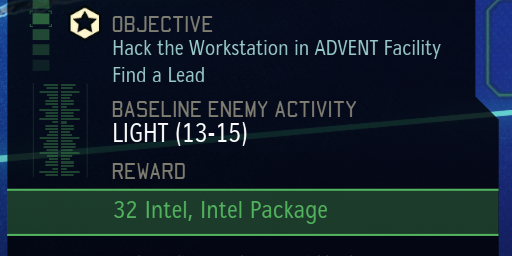 OBJECTIVE
Hack the Workstation in ADVENT Facility
Find a Lead
BASELINE ENEMY ACTIVITY
LIGHT (13-15)
REWARD
32 Intel, Intel Package